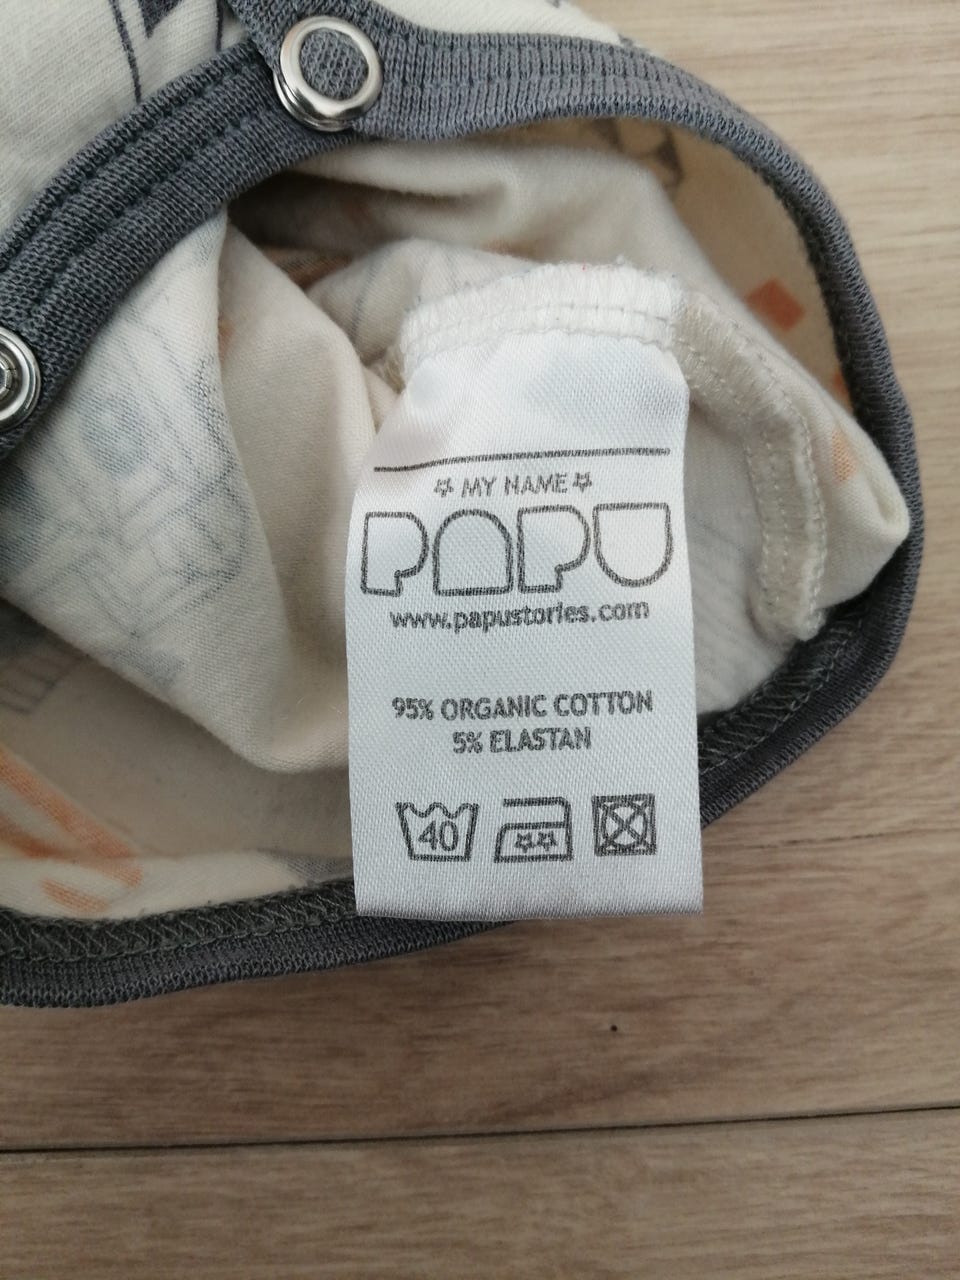 MY NAME
PAPU
www.papustories.com
95% ORGANIC COTTON
5% ELASTAN
40